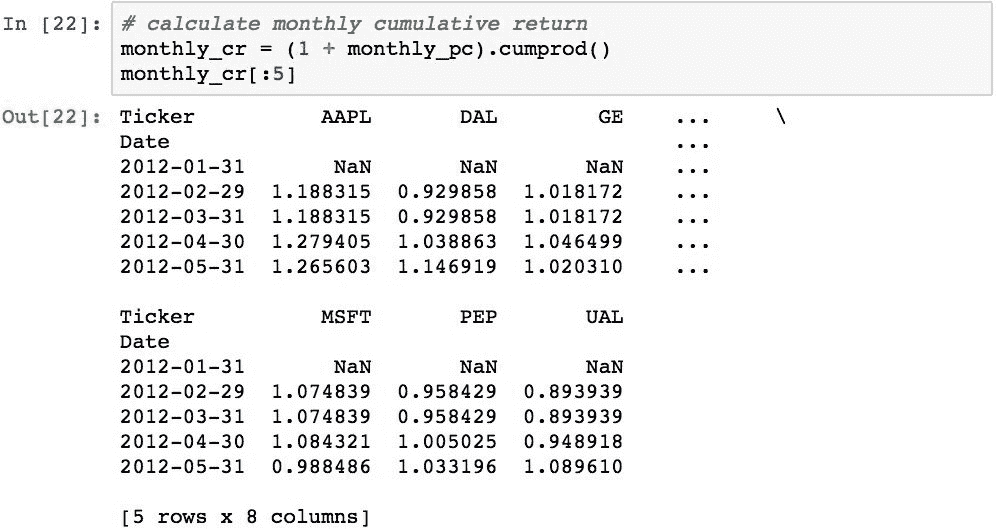 In [22]: # calculate monthly cumulative return
monthly_cr = (1 + monthly_pc).cumprod()
monthly_cr[:5]
Out[22]: Ticker AAPL DAL GE ... \
Date ...
2012-01-31 NaN NaN NaN ...
2012-02-29 1.188315 0.929858 1.018172 ...
2012-03-31 1.188315 0.929858 1.018172 ...
2012-04-30 1.279405 1.038863 1.046499 ...
2012-05-31 1.265603 1.146919 1.020310 ...
Ticker MSFT PEP UAL
Date
2012-01-31 NaN NaN NaN
2012-02-29 1.074839 0.958429 0.893939
2012-03-31 1.074839 0.958429 0.893939
2012-04-30 1.084321 1.005025 0.948918
2012-05-31 0.988486 1.033196 1.089610
[5 rows x 8 columns]